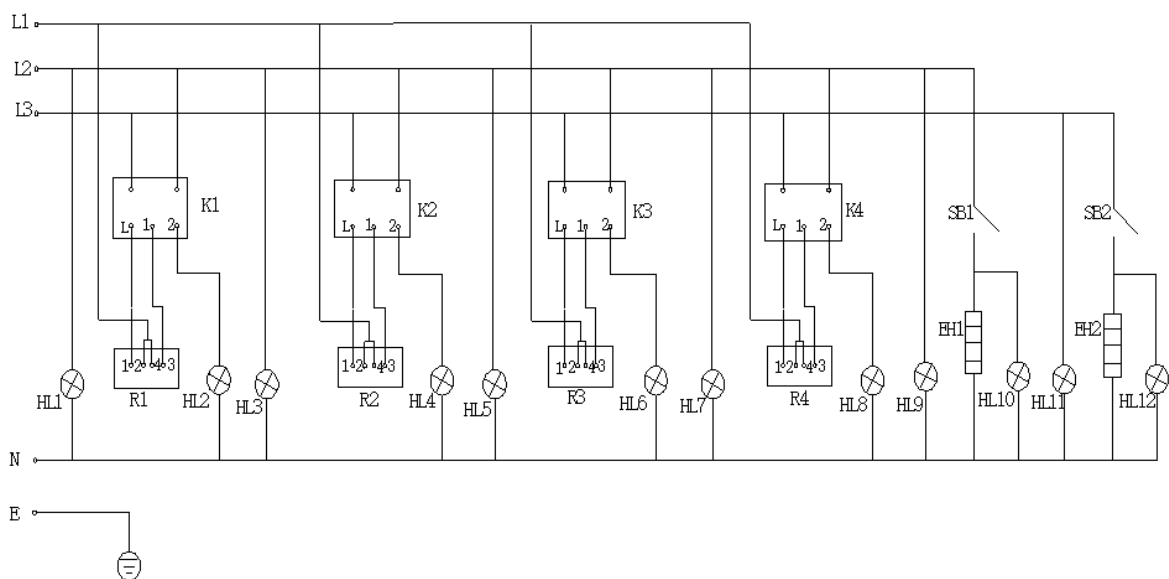 L1
L2
L3
K1
K2
K3
K4
SB1
SB2
L 1 2
L 1 2
L 1 2
L 1 2
EH1
EH2
1 2 4 3
1 2 4 3
1 2 4 3
1 2 4 3
HL1
R1
HL2
HL3
R2
HL4
HL5
R3
HL6
HL7
R4
HL8
HL9
HL10
HL11
HL12
N
E